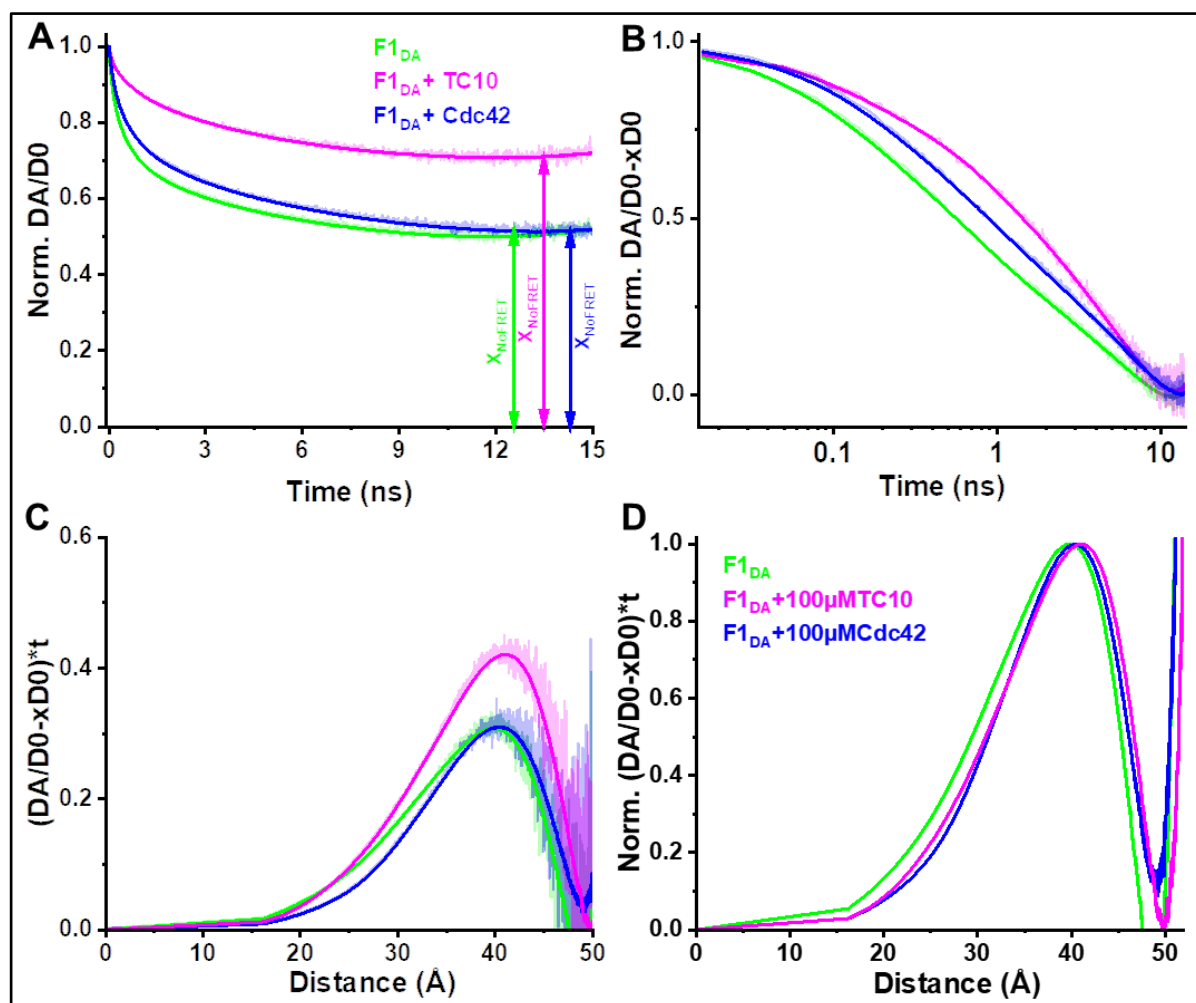 A
Norm. DA/D0
1.0
0.8
0.6
0.4
0.2
0.0
F1DA
F1DA+ TC10
F1DA+ Cdc42
XNoFRET
XNoFRET
XNoFRET
0 3 6 9 12 15
Time (ns)
B
Norm. DA/D0-xD0
1.0
0.5
0.0
0.1 1 10
Time (ns)
C
(DA/D0-xD0)*t
0.6
0.4
0.2
0.0
0 10 20 30 40 50
Distance (Å)
D
Norm. (DA/D0-xD0)*t
1.0
0.8
0.6
0.4
0.2
0.0
F1DA
F1DA+100µMTC10
F1DA+100µMCdc42
0 10 20 30 40 50
Distance (Å)